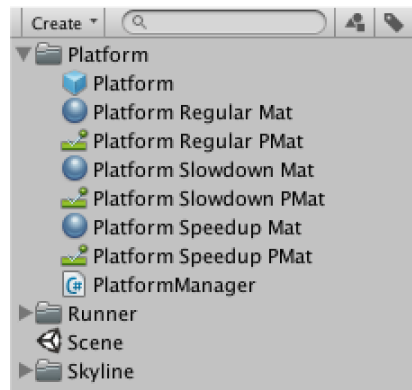 Create
Platform
Platform
Platform Regular Mat
Platform Regular PMat
Platform Slowdown Mat
Platform Slowdown PMat
Platform Speedup Mat
Platform Speedup PMat
C# PlatformManager
Runner
Scene
Skyline